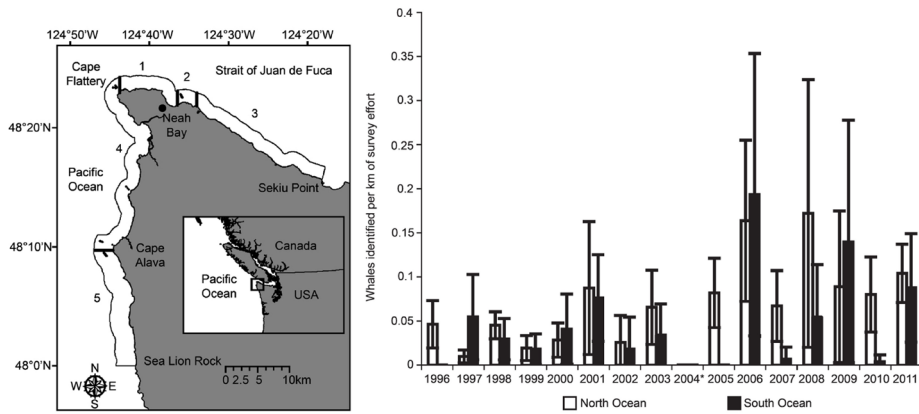 124°50'W 124°40'W 124°30'W 124°20'W
Cape
Flattery
1
2
Strait of Juan de Fuca
3
Neah
Bay
48°20'N
4
Pacific
Ocean
Sekiu Point
48°10'N
Cape
Alava
Canada
Pacific
Ocean
USA
5
Sea Lion Rock
48°0'N
0 2.5 5 10km
N
W E
S
Whales identified per km of survey effort
0.4
0.35
0.3
0.25
0.2
0.15
0.1
0.05
0
1996 1997 1998 1999 2000 2001 2002 2003 2004* 2005 2006 2007 2008 2009 2010 2011
North Ocean South Ocean